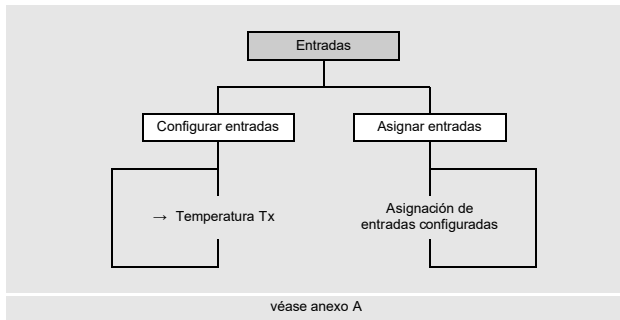 Entradas
Configurar entradas
Asignar entradas
→ Temperatura Tx
Asignación de
entradas configuradas
véase anexo A